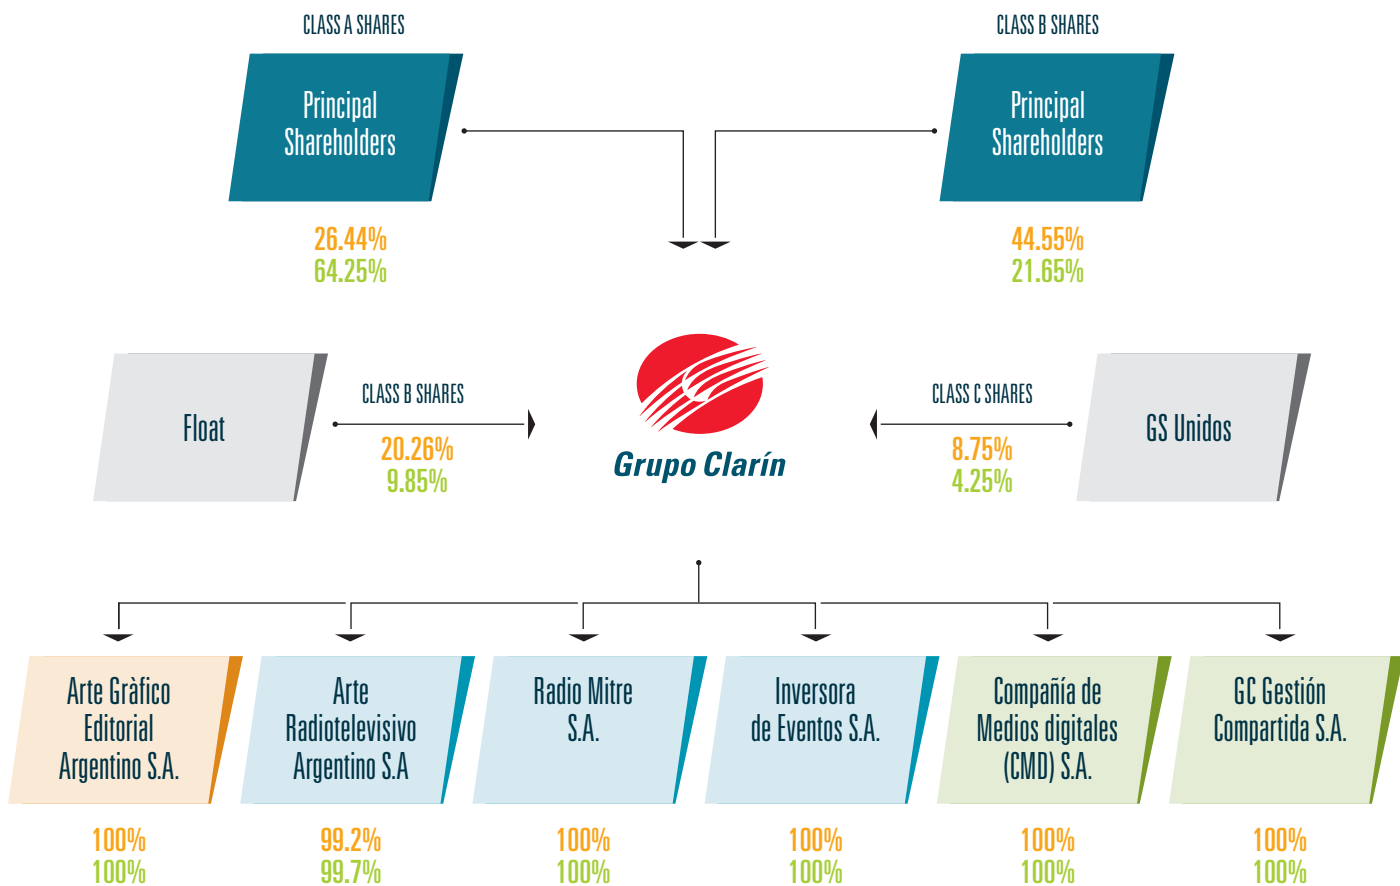 CLASS A SHARES
Principal
Shareholders
26.44%
64.25%
CLASS B SHARES
Principal
Shareholders
44.55%
21.65%
Float
CLASS B SHARES
20.26%
9.85%
Grupo Clarín
CLASS C SHARES
8.75%
4.25%
GS Unidos
Arte Gràfico
Editorial
Argentino S.A.
100%
100%
Arte
Radiotelevisivo
Argentino S.A
99.2%
99.7%
Radio Mitre
S.A.
100%
100%
Inversora
de Eventos S.A.
100%
100%
Compañía de
Medios digitales
(CMD) S.A.
100%
100%
GC Gestión
Compartida S.A.
100%
100%